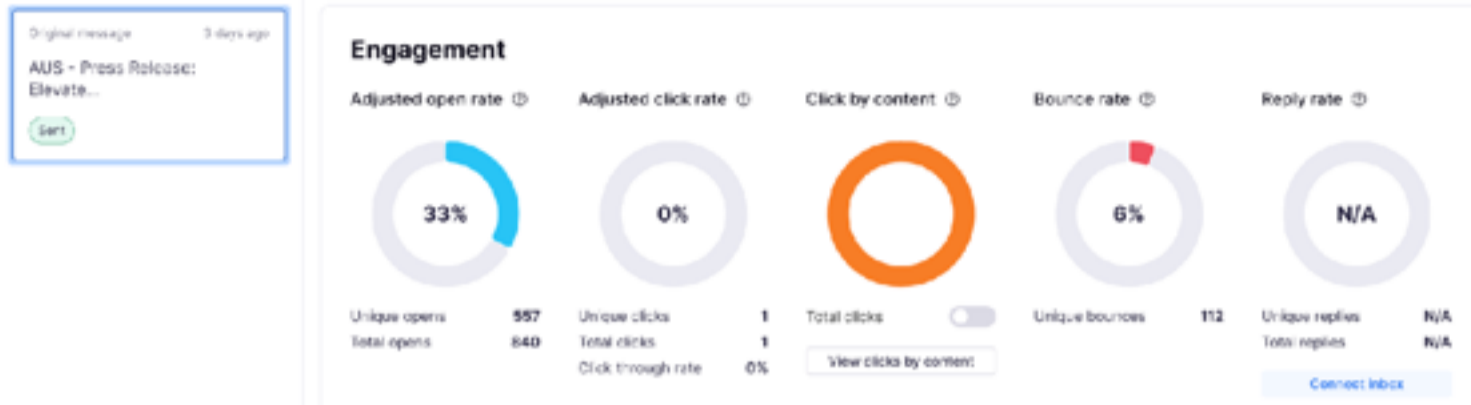 Original message 3 days ago
AUS - Press Release:
Elevate...
Sent
Engagement
Adjusted open rate
Adjusted click rate
Click by content
Bounce rate
Reply rate
33%
0%
6%
N/A
Unique opens 557
Total opens 840
Unique clicks 1
Total clicks 1
Click through rate 0%
Total clicks
View clicks by content
Unique bounces 112
Unique replies N/A
Total replies N/A
Connect inbox